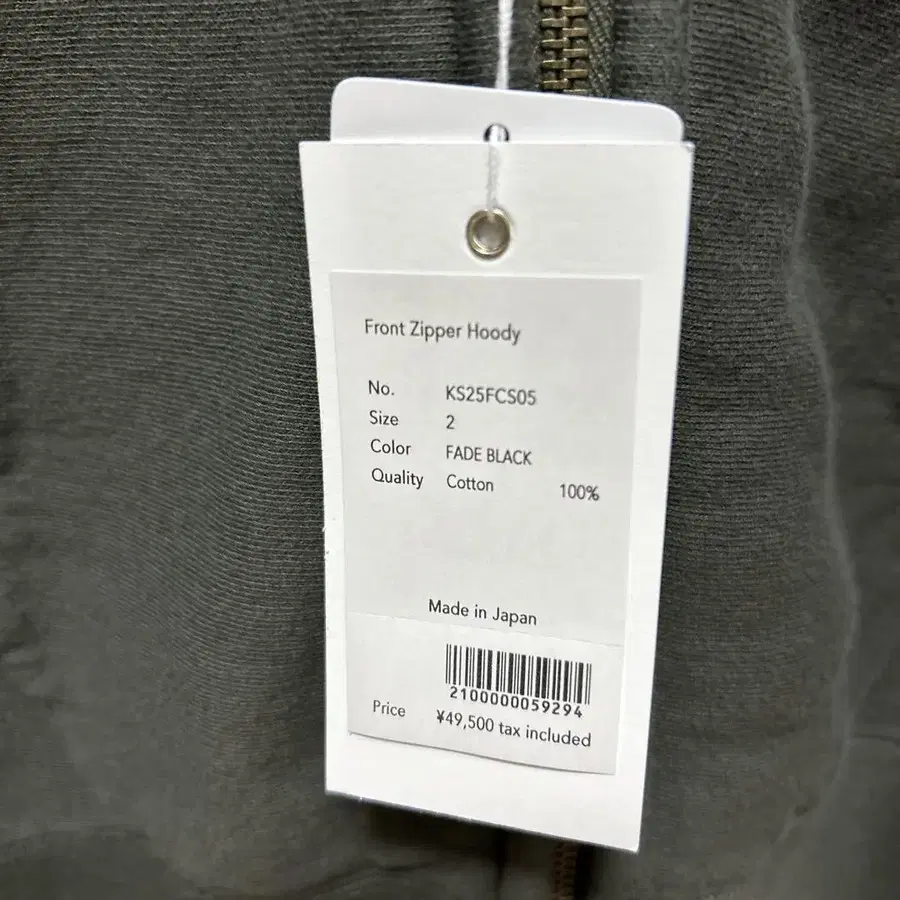 Front Zipper Hoody
No. KS25FCS05
Size 2
Color FADE BLACK
Quality Cotton 100%
Made in Japan
2100000059294
Price ¥49,500 tax included